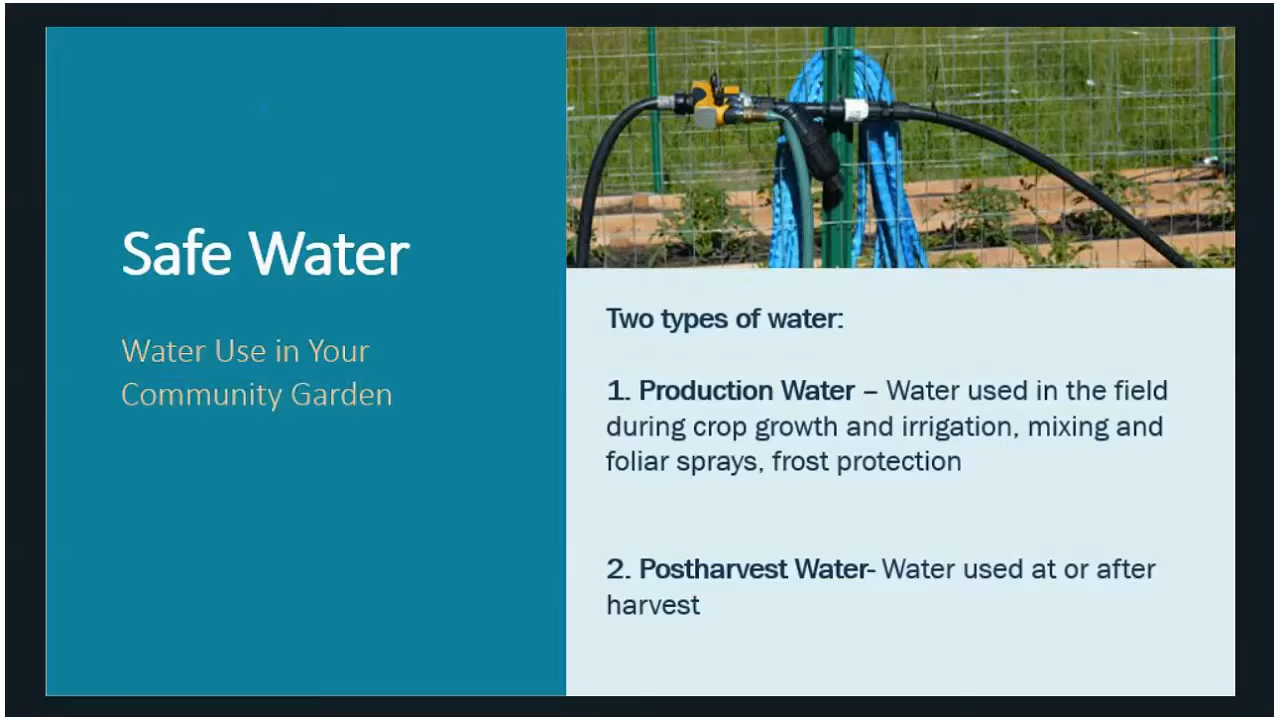 Safe Water
Water Use in Your
Community Garden
Two types of water:
1. Production Water – Water used in the field
during crop growth and irrigation, mixing and
foliar sprays, frost protection
2. Postharvest Water- Water used at or after
harvest